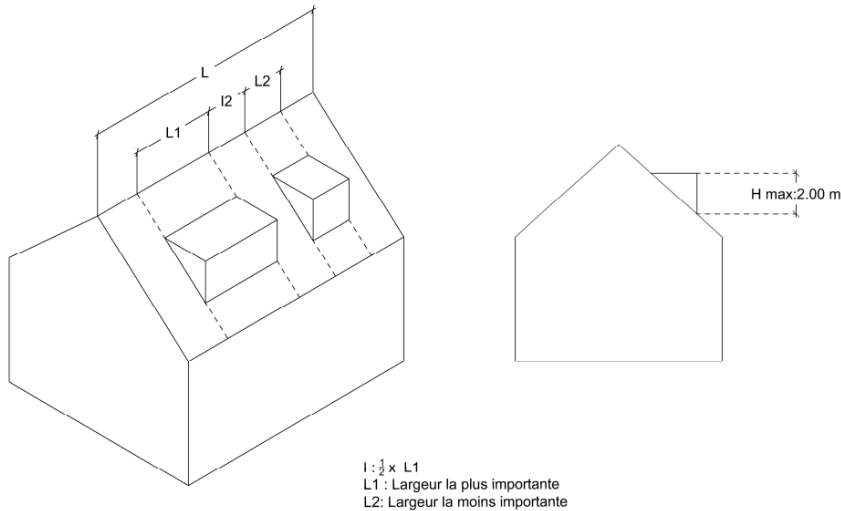 L
L2
l2
L1
H max:2.00 m
l : ½ x L1
L1 : Largeur la plus importante
L2: Largeur la moins importante